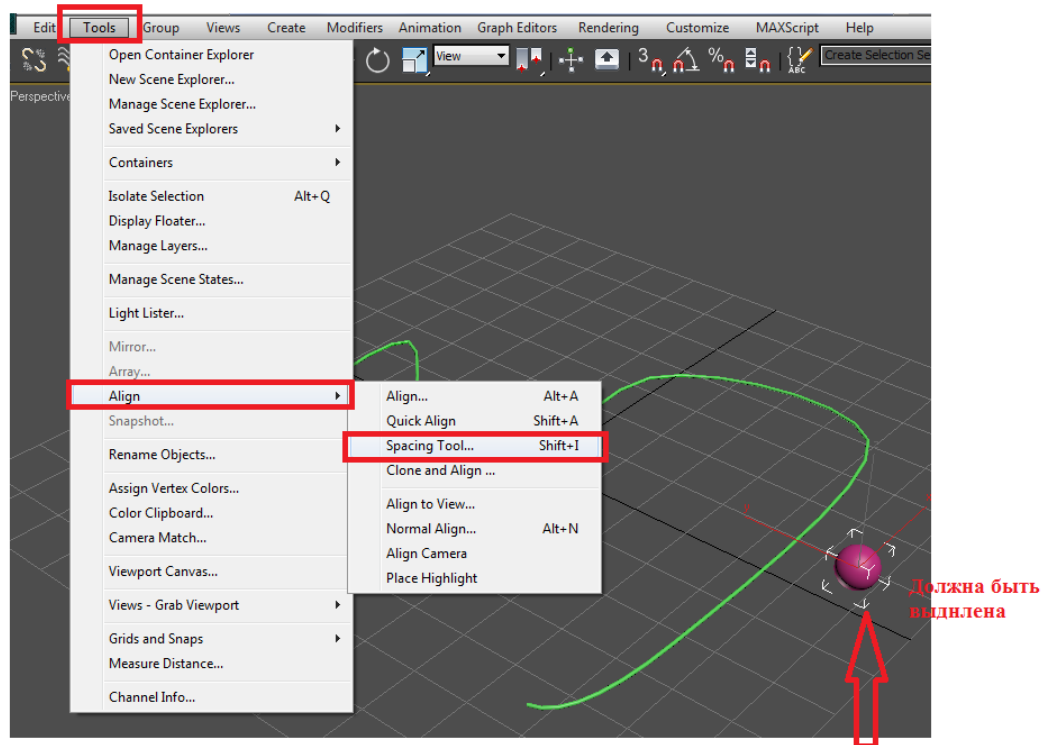 Edit Tools Group Views Create Modifiers Animation Graph Editors Rendering Customize MAXScript Help
View
3
%
ABC
Create Selection Se
Perspective
Open Container Explorer
New Scene Explorer...
Manage Scene Explorer...
Saved Scene Explorers
Containers
Isolate Selection Alt+Q
Display Floater...
Manage Layers...
Manage Scene States...
Light Lister...
Mirror...
Array...
Align
Snapshot...
Rename Objects...
Assign Vertex Colors...
Color Clipboard...
Camera Match...
Viewport Canvas...
Views - Grab Viewport
Grids and Snaps
Measure Distance...
Channel Info...
Align... Alt+A
Quick Align Shift+A
Spacing Tool... Shift+I
Clone and Align ...
Align to View...
Normal Align... Alt+N
Align Camera
Place Highlight
y
Должна быть
выднлена